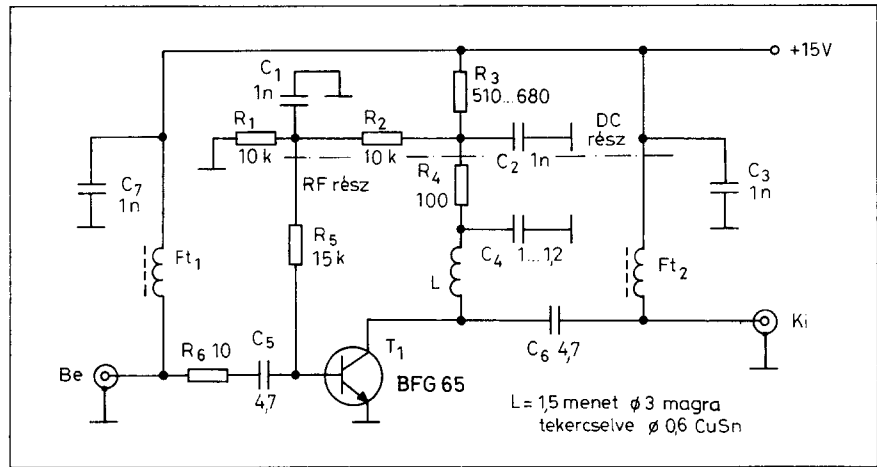 +15V
C1
1n
R3
510...680
R1
10 k
R2
10 k
DC
rész
C2 1n
RF rész
R4
100
C7
1n
C3
1n
Ft1
R5
15 k
C4
1...1,2
L
Ft2
Be
R6 10
C5
4,7
T1
BFG 65
C6 4,7
Ki
L = 1,5 menet ø 3 magra
tekercselve ø 0,6 CuSn